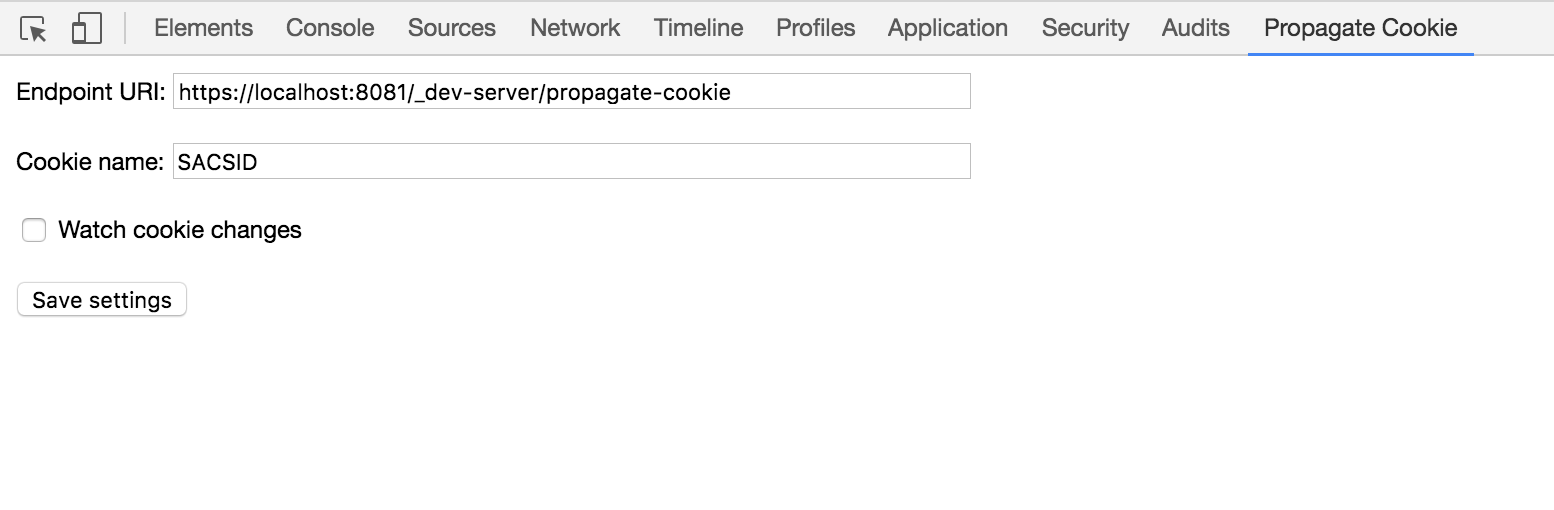 Elements Console Sources Network Timeline Profiles Application Security Audits Propagate Cookie
Endpoint URI: https://localhost:8081/_dev-server/propagate-cookie
Cookie name: SACSID
Watch cookie changes
Save settings